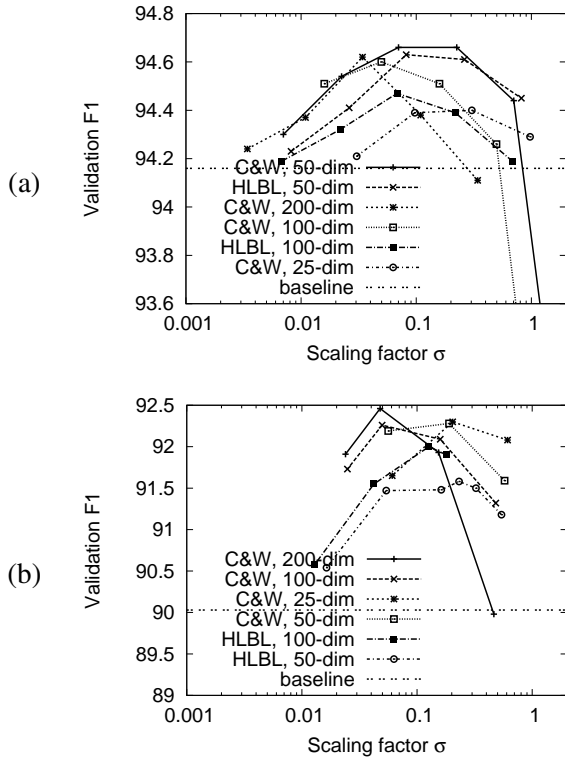 (a)
Validation F1
94.8
94.6
94.4
94.2
94
93.8
93.6
C&W, 50-dim
HLBL, 50-dim
C&W, 200-dim
C&W, 100-dim
HLBL, 100-dim
C&W, 25-dim
baseline
0.001 0.01 0.1 1
Scaling factor σ
(b)
Validation F1
92.5
92
91.5
91
90.5
90
89.5
89
C&W, 200-dim
C&W, 100-dim
C&W, 25-dim
C&W, 50-dim
HLBL, 100-dim
HLBL, 50-dim
baseline
0.001 0.01 0.1 1
Scaling factor σ